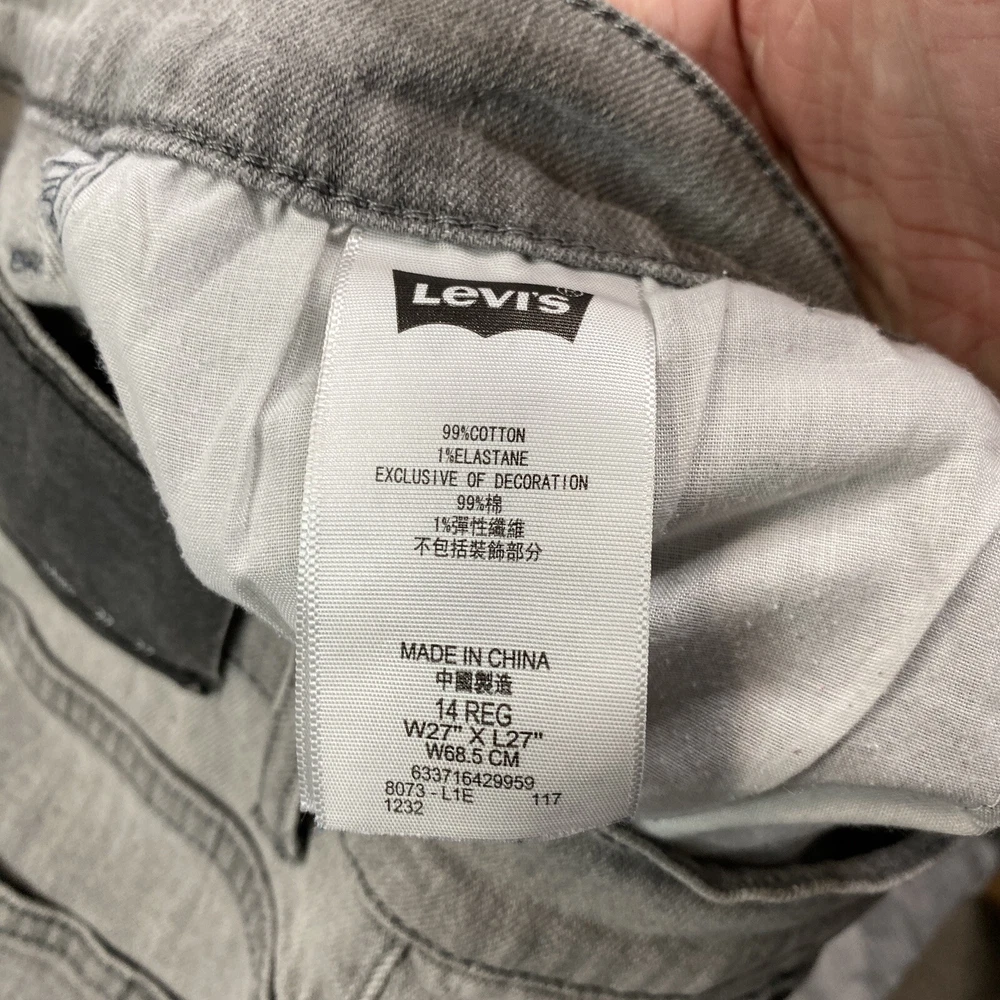 Levi's®
99%COTTON
1%ELASTANE
EXCLUSIVE OF DECORATION
99%棉
1%彈性纖維
不包括裝飾部分
MADE IN CHINA
中國製造
14 REG
W27" X L27"
W68.5 CM
633716429959
8073 - L1E 117
1232